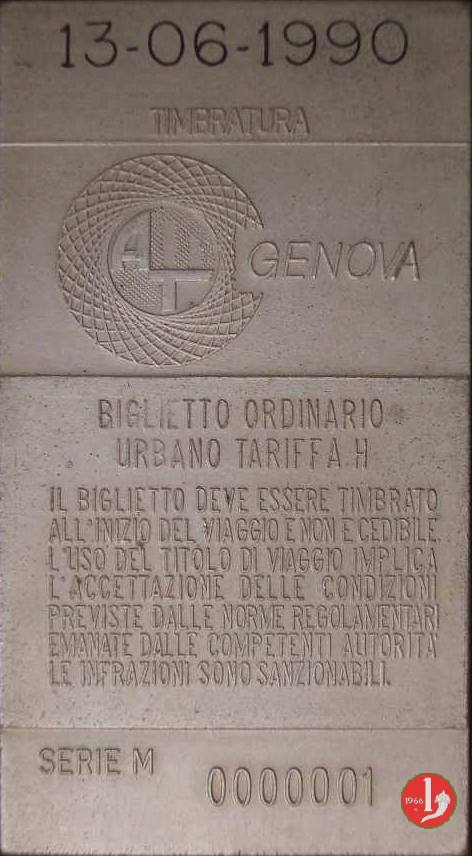 13-06-1990
TIMBRATURA
AMT
GENOVA
BIGLIETTO ORDINARIO
URBANO TARIFFA H
IL BIGLIETTO DEVE ESSERE TIMBRATO
ALL'INIZIO DEL VIAGGIO E NON E CEDIBILE.
L'USO DEL TITOLO DI VIAGGIO IMPLICA
L'ACCETTAZIONE DELLE CONDIZIONI
PREVISTE DALLE NORME REGOLAMENTARI
EMANATE DALLE COMPETENTI AUTORITA'
LE INFRAZIONI SONO SANZIONABILI.
SERIE M
0000001
1966